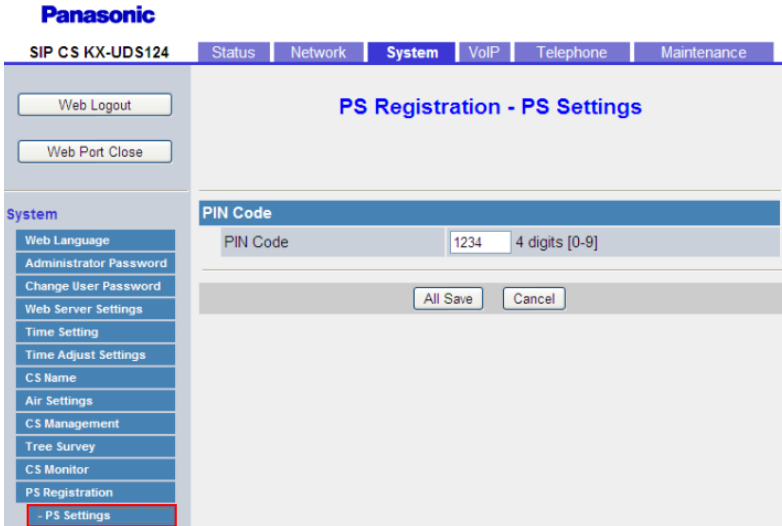 Panasonic
SIP CS KX-UDS124
Status Network System VoIP Telephone Maintenance
Web Logout
Web Port Close
PS Registration - PS Settings
System
Web Language
Administrator Password
Change User Password
Web Server Settings
Time Setting
Time Adjust Settings
CS Name
Air Settings
CS Management
Tree Survey
CS Monitor
PS Registration
- PS Settings
PIN Code
PIN Code 1234 4 digits [0-9]
All Save Cancel